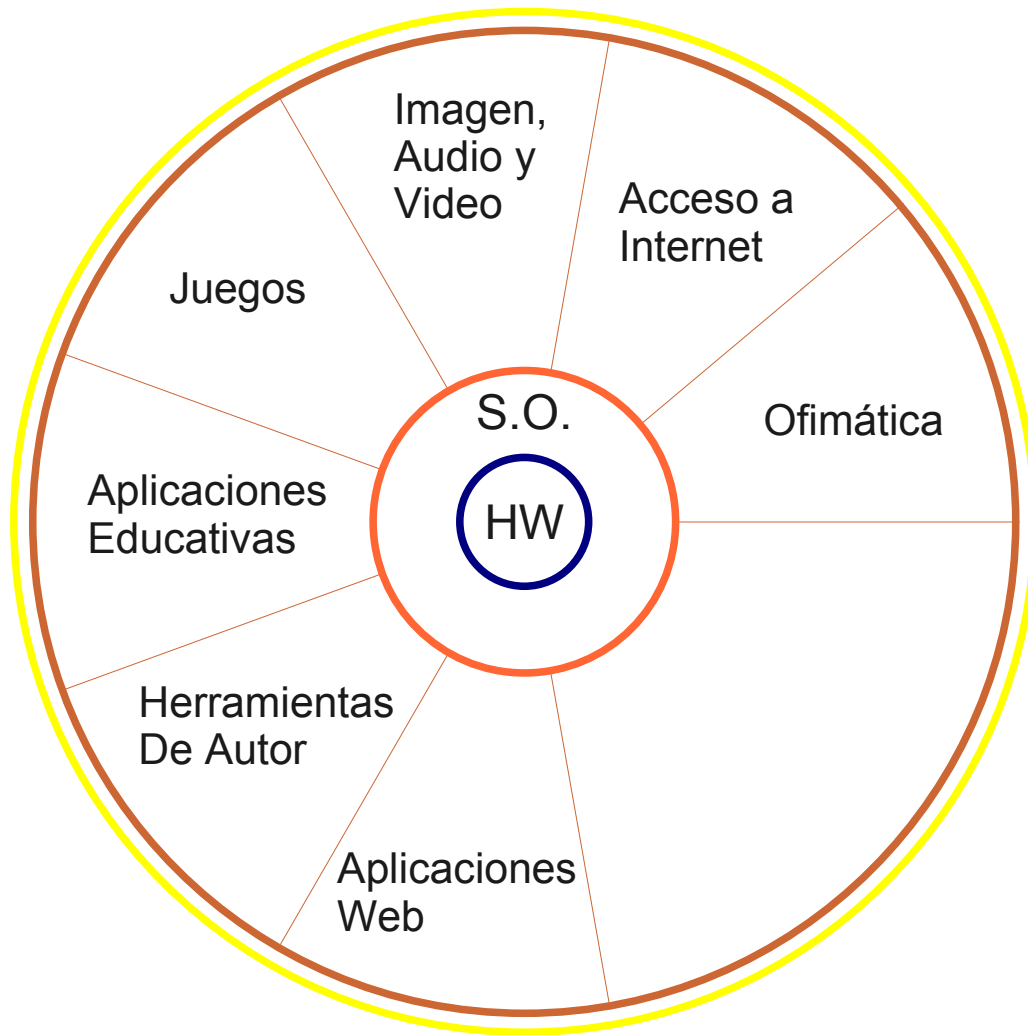 Imagen,
Audio y
Video
Acceso a
Internet
Juegos
S.O.
Ofimática
HW
Aplicaciones
Educativas
Herramientas
De Autor
Aplicaciones
Web